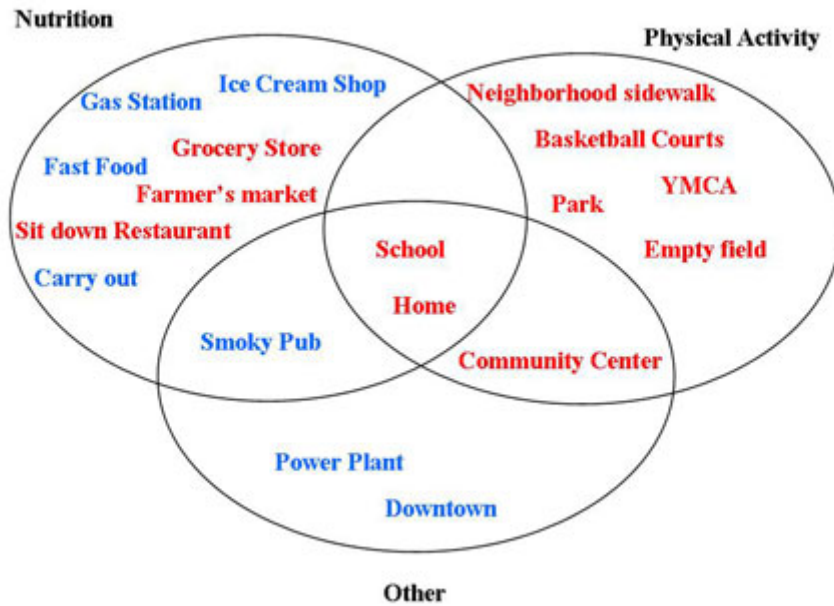 Nutrition
Physical Activity
Ice Cream Shop
Gas Station
Neighborhood sidewalk
Basketball Courts
Grocery Store
Fast Food
YMCA
Farmer's market
Park
Sit down Restaurant
School
Empty field
Carry out
Home
Smoky Pub
Community Center
Power Plant
Downtown
Other